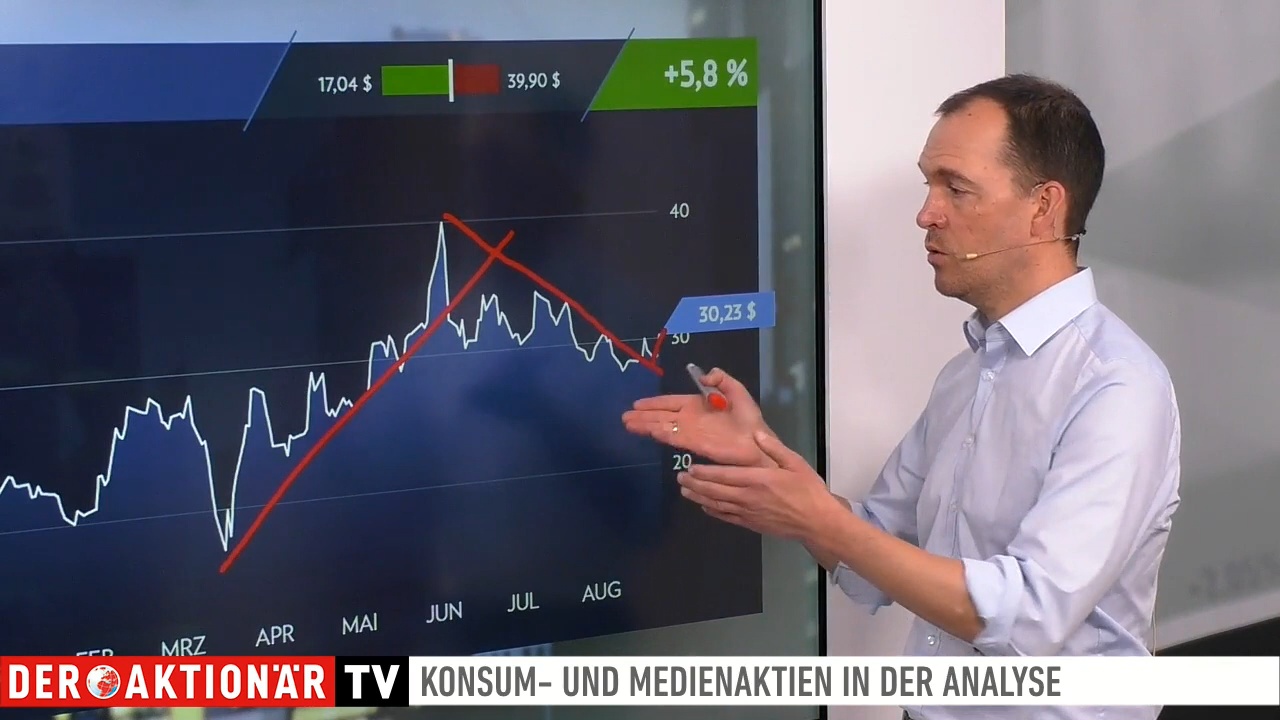 17,04 $ 39,90 $ +5,8 %
40
30,23 $
30
20
FEB MRZ APR MAI JUN JUL AUG
DER AKTIONÄR TV KONSUM- UND MEDIENAKTIEN IN DER ANALYSE